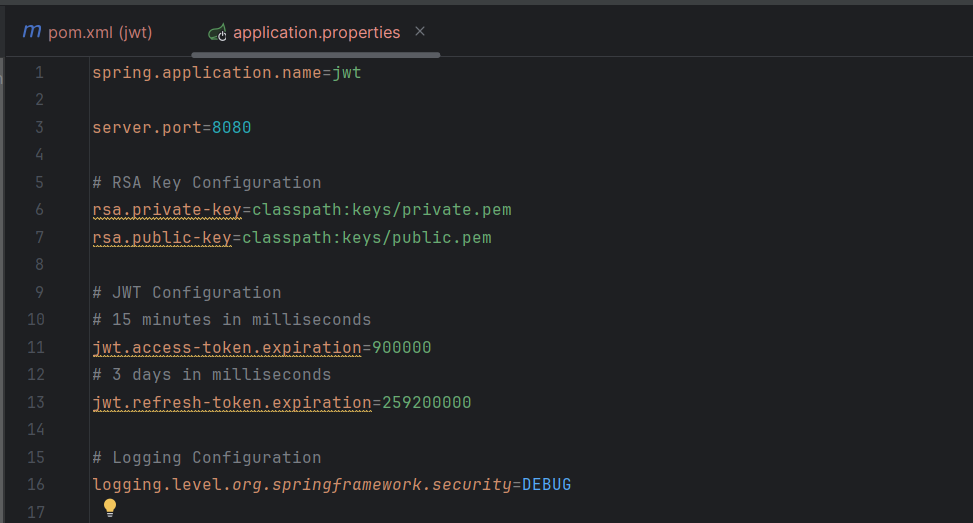 m pom.xml (jwt) application.properties ×
1 spring.application.name=jwt
2
3 server.port=8080
4
5 # RSA Key Configuration
6 rsa.private-key=classpath:keys/private.pem
7 rsa.public-key=classpath:keys/public.pem
8
9 # JWT Configuration
10 # 15 minutes in milliseconds
11 jwt.access-token.expiration=900000
12 # 3 days in milliseconds
13 jwt.refresh-token.expiration=259200000
14
15 # Logging Configuration
16 logging.level.org.springframework.security=DEBUG
17